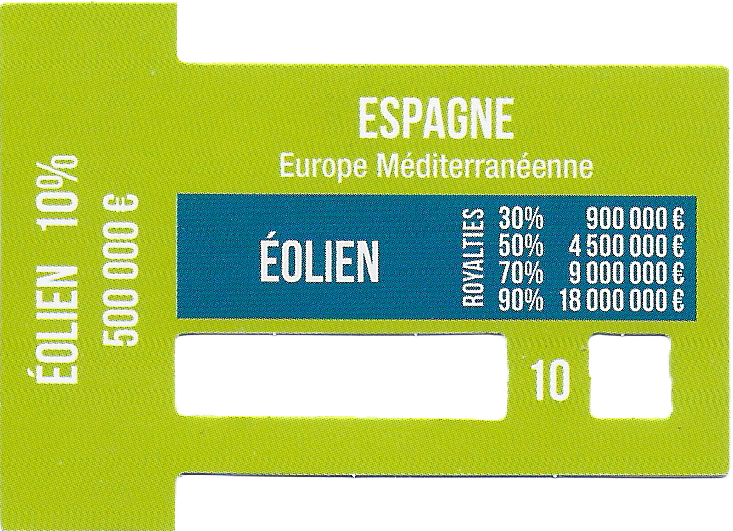 ÉOLIEN 10%
500 000 €
ESPAGNE
Europe Méditerranéenne
ÉOLIEN
ROYALTIES
30% 900 000 €
50% 4 500 000 €
70% 9 000 000 €
90% 18 000 000 €
10